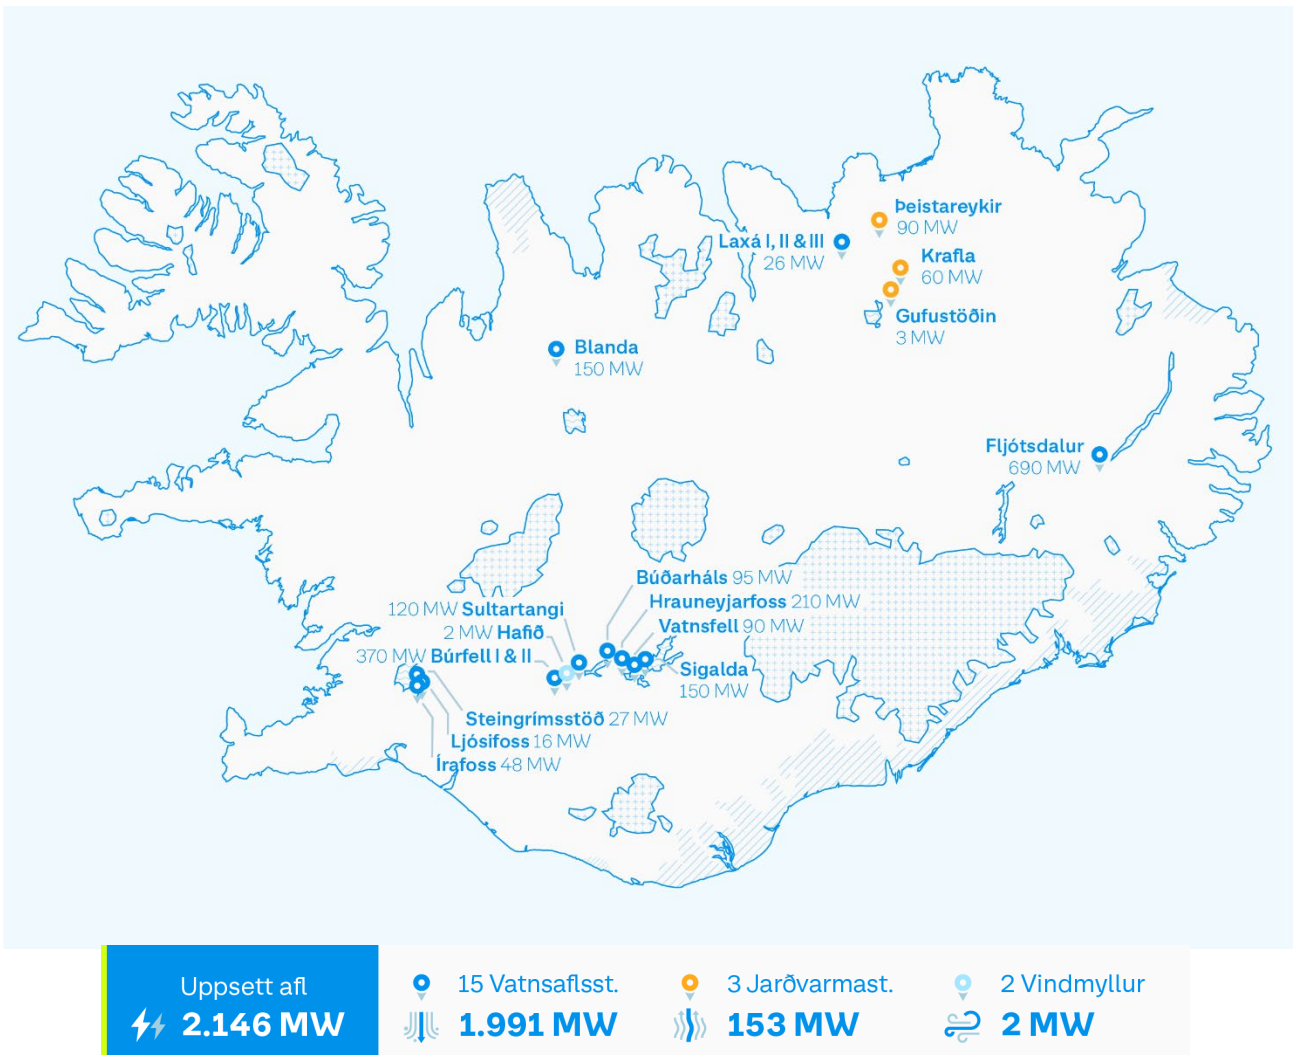 Þeistareykir
90 MW
Laxá I, II & III
26 MW
Krafla
60 MW
Gufustöðin
3 MW
Blanda
150 MW
Fljótsdalur
690 MW
Búðarháls 95 MW
Hrauneyjarfoss 210 MW
120 MW Sultartangi
Vatnsfell 90 MW
2 MW Hafið
370 MW Búrfell I & II
Sigalda
150 MW
Steingrímsstöð 27 MW
Ljósifoss 16 MW
Írafoss 48 MW
Uppsett afl
2.146 MW
15 Vatnsaflsst.
1.991 MW
3 Jarðvarmast.
153 MW
2 Vindmyllur
2 MW